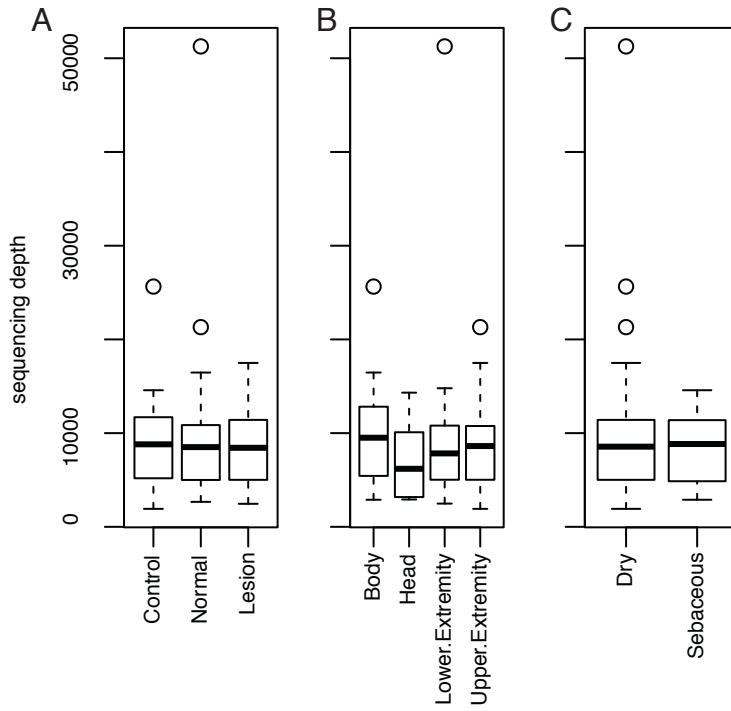 A
B
C
sequencing depth
50000
30000
10000
0
Control
Normal
Lesion
Body
Head
Lower.Extremity
Upper.Extremity
Dry
Sebaceous